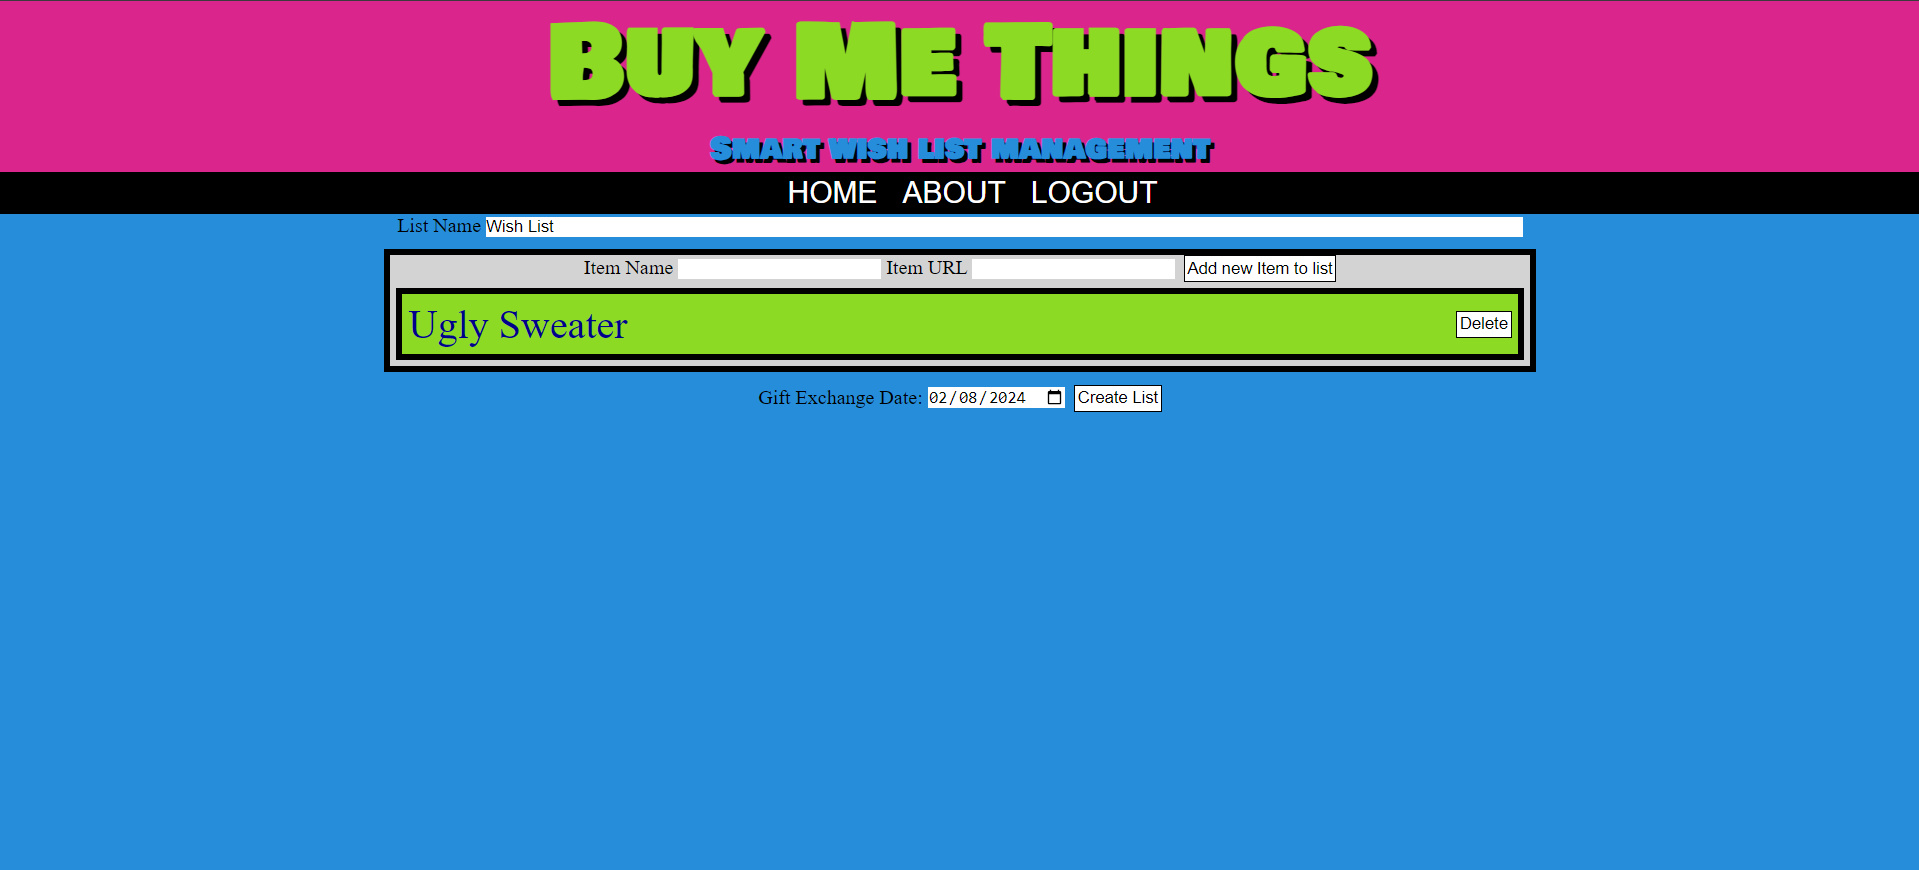 Buy Me Things
Smart wish list management
HOME ABOUT LOGOUT
List Name Wish List
Item Name Item URL Add new Item to list
Ugly Sweater Delete
Gift Exchange Date: 02/08/2024 Create List